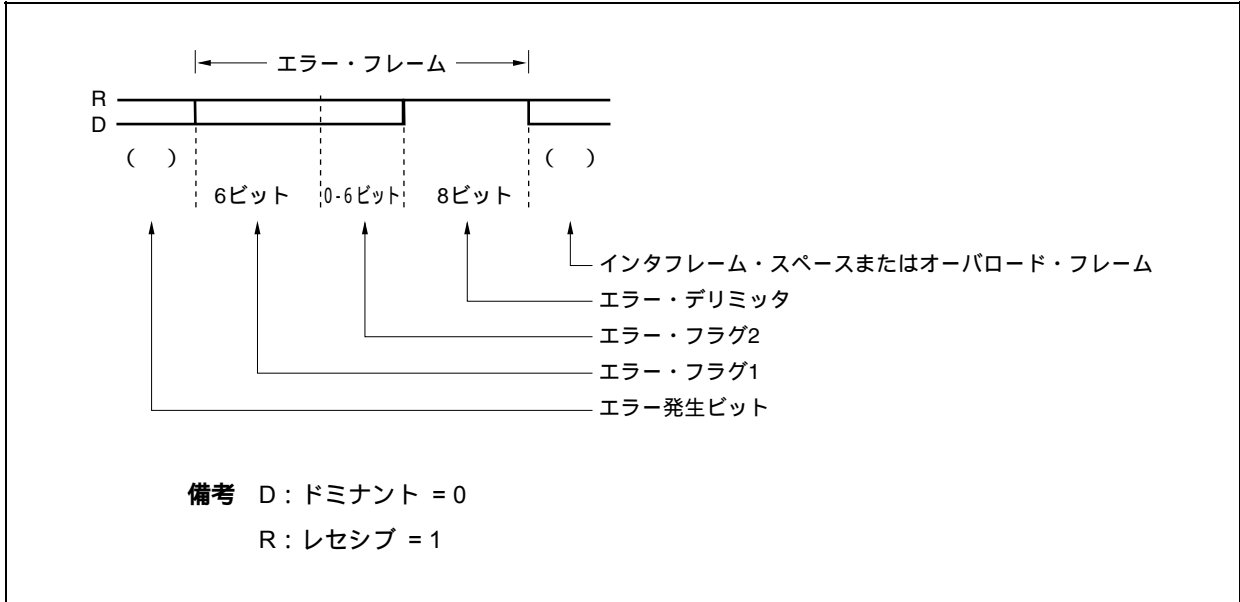 エラー・フレーム
R
D
(　)
(　)
6ビット
0-6ビット
8ビット
インタフレーム・スペースまたはオーバロード・フレーム
エラー・デリミッタ
エラー・フラグ2
エラー・フラグ1
エラー発生ビット
備考 D：ドミナント = 0
R：レセシブ = 1